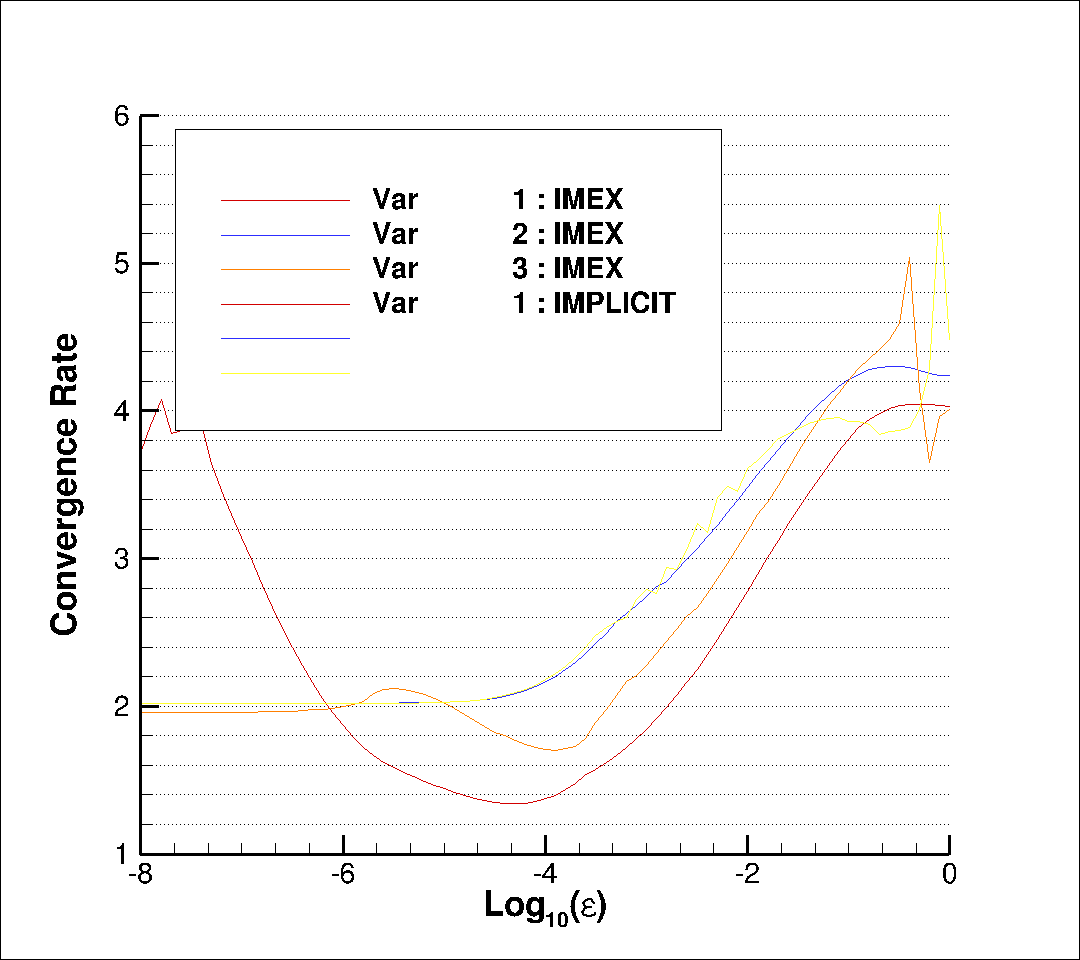 6
Var 1 : IMEX
Var 2 : IMEX
5
Var 3 : IMEX
Var 1 : IMPLICIT
4
Convergence Rate
3
2
1
-8 -6 -4 -2 0
Log10(ε)